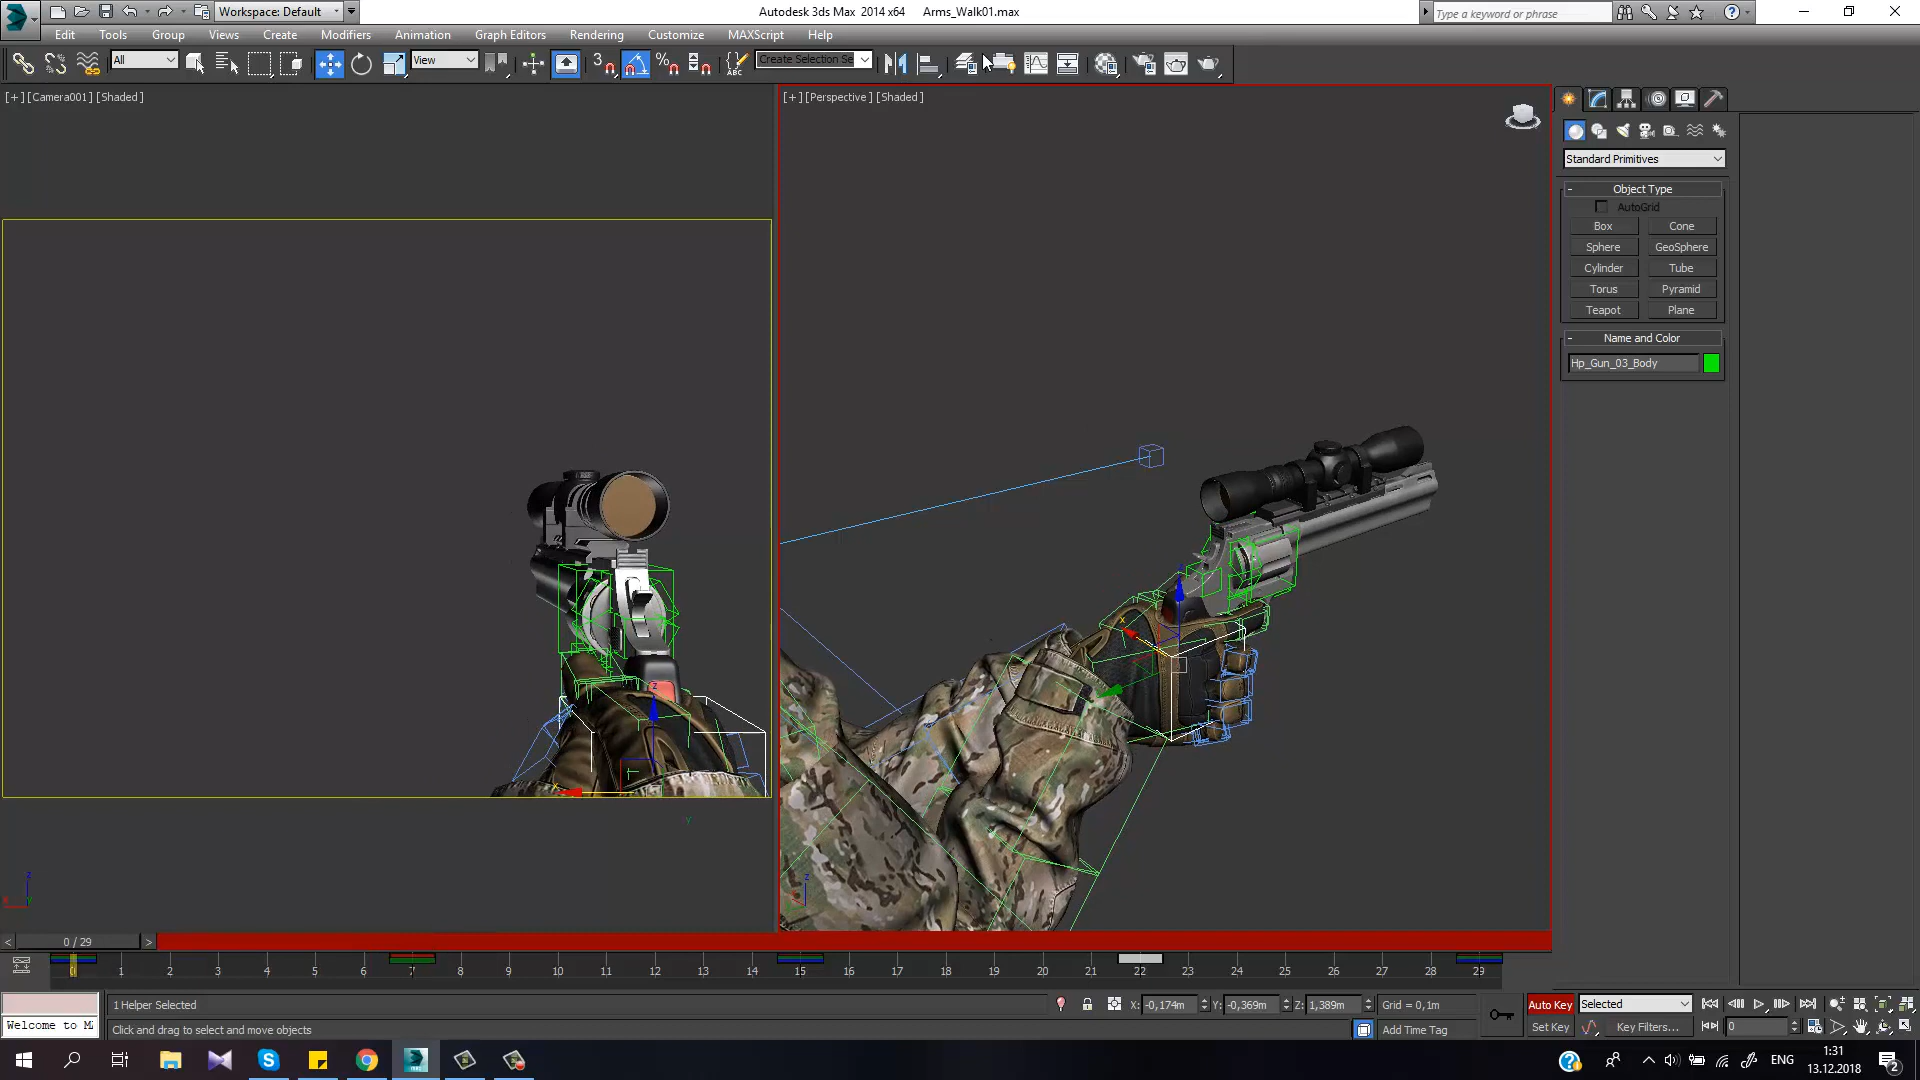 Workspace: Default
Autodesk 3ds Max 2014 x64 Arms_Walk01.max
Type a keyword or phrase
Edit Tools Group Views Create Modifiers Animation Graph Editors Rendering Customize MAXScript Help
All
View
3
Create Selection Se
[+] [Camera001] [Shaded]
[+] [Perspective] [Shaded]
Standard Primitives
- Object Type
AutoGrid
Box Cone
Sphere GeoSphere
Cylinder Tube
Torus Pyramid
Teapot Plane
- Name and Color
Hp_Gun_03_Body
x
z
x
y
z
z
< 0 / 29 >
0 1 2 3 4 5 6 7 8 9 10 11 12 13 14 15 16 17 18 19 20 21 22 23 24 25 26 27 28 29
1 Helper Selected
X: -0,174m Y: -0,369m Z: 1,389m Grid = 0,1m
Auto Key Selected
Welcome to M
Click and drag to select and move objects
Add Time Tag
Set Key Key Filters...
0
ENG
1:31
13.12.2018
2